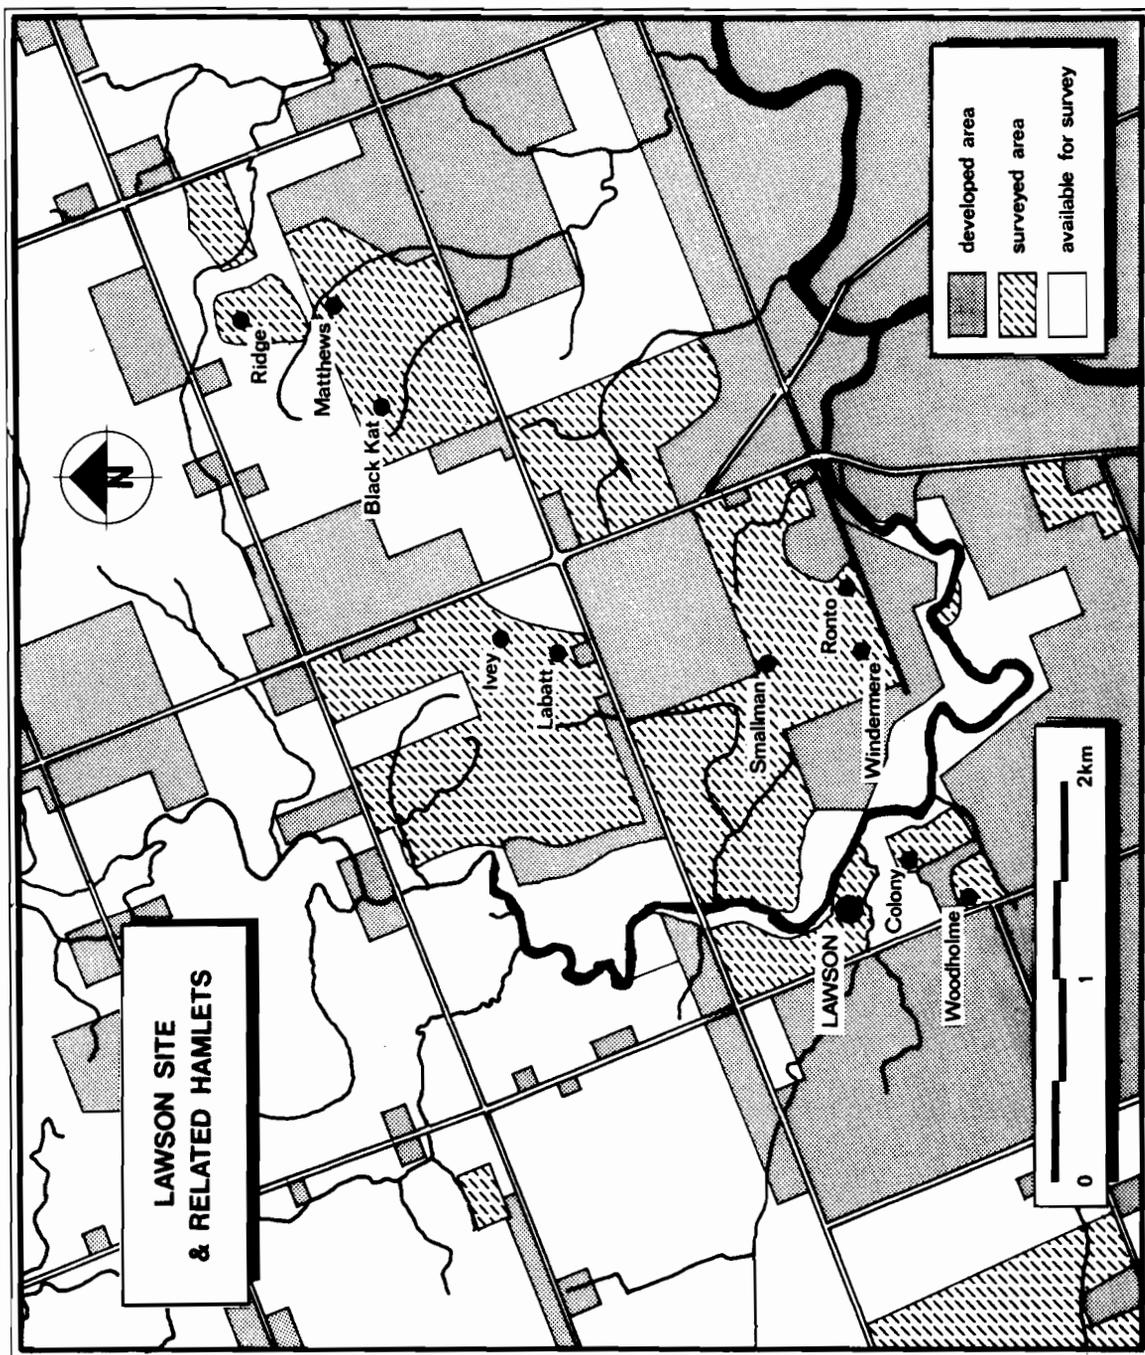 LAWSON SITE
& RELATED HAMLETS
N
Ridge
Matthews
Black Kat
Ivey
Labatt
Smallman
Ronto
Windermere
LAWSON
Colony
Woodholme
developed area
surveyed area
available for survey
0
1
2km